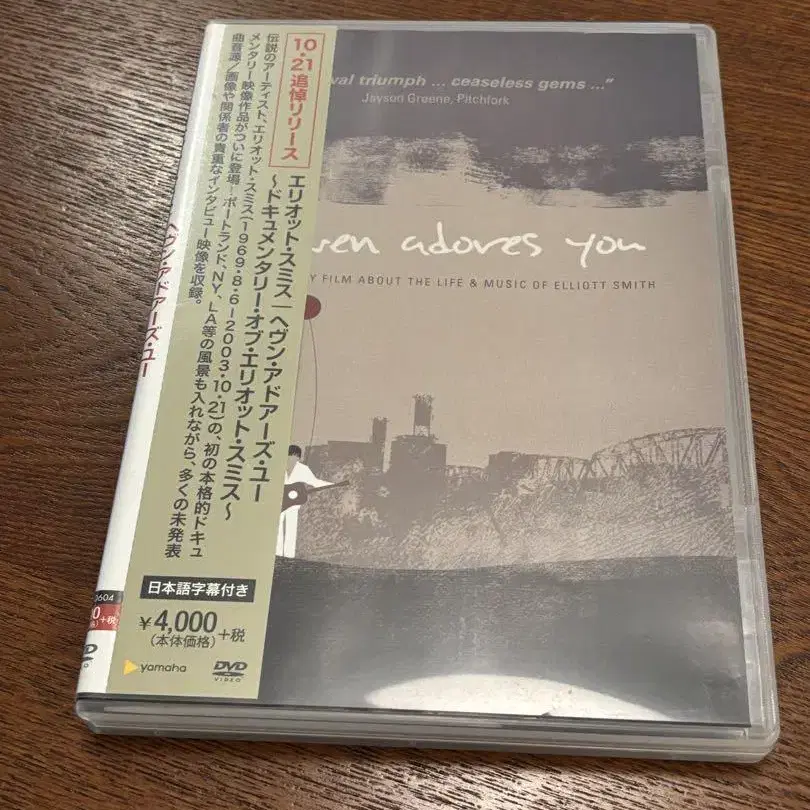 10・21 追悼リリース
エリオット・スミス｜ヘヴン・アドアーズ・ユー
〜ドキュメンタリー・オブ・エリオット・スミス〜
伝説のアーティスト、エリオット・スミス(1969・8・6−2003・10・21)の、初の本格的ドキュ
メンタリー映像作品がついに登場！ポートランド、NY、LA等の風景も入れながら、多くの未発表
曲音源／画像や関係者の貴重なインタビュー映像を収録。
日本語字幕付き
¥4,000 +税
(本体価格)
yamaha
DVD
VIDEO
ヘヴン・アドアーズ・ユー
0604
+税
triumph ... ceaseless gems ..."
Jayson Greene, Pitchfork
adores you
FILM ABOUT THE LIFE & MUSIC OF ELLIOTT SMITH